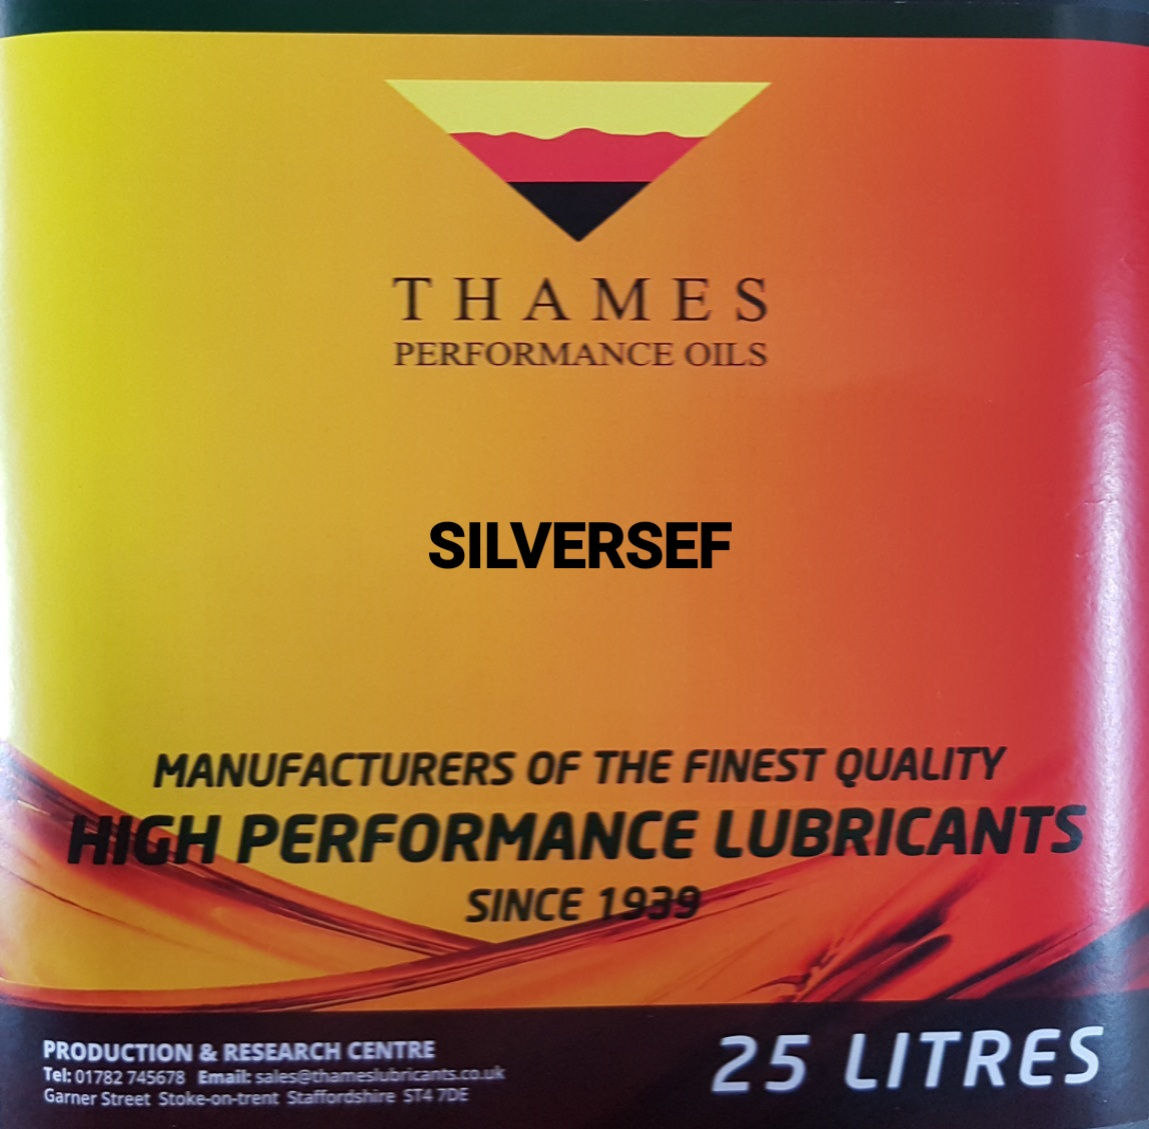 THAMES
PERFORMANCE OILS
SILVERSEF
MANUFACTURERS OF THE FINEST QUALITY
HIGH PERFORMANCE LUBRICANTS
SINCE 1939
PRODUCTION & RESEARCH CENTRE
Tel: 01782 745678 Email: sales@thameslubricants.co.uk
Garner Street Stoke-on-trent Staffordshire ST4 7DE
25 LITRES